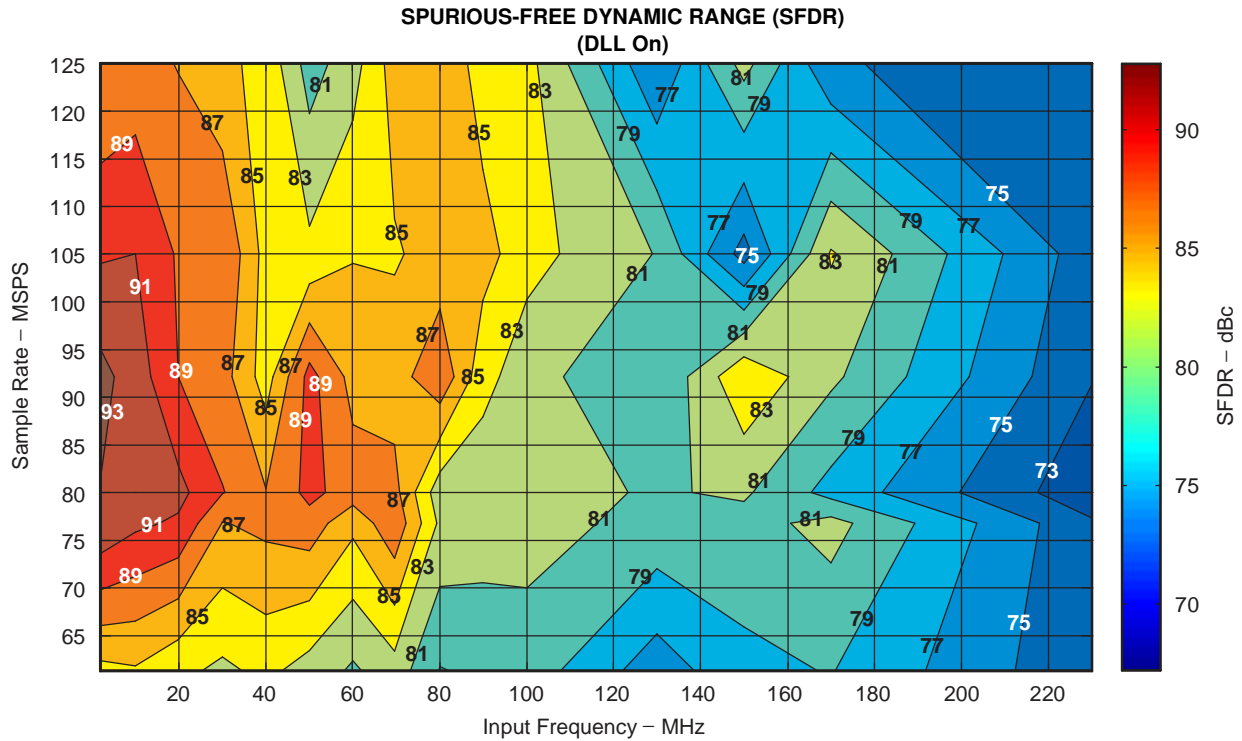 SPURIOUS-FREE DYNAMIC RANGE (SFDR)
(DLL On)
Sample Rate – MSPS
125
120
115
110
105
100
95
90
85
80
75
70
65
81 81
83 77
87 85 79 79
89
85 83 75
85 77 79 77
75 83 81
91 81 79
87 83 81
87 87 89 89 85
93 85 89 83
79 77 75
81 73
91 87 87 81 81
89 83 79
85 85 79 75
81 77
20 40 60 80 100 120 140 160 180 200 220
Input Frequency – MHz
90
85
80
75
70
SFDR – dBc